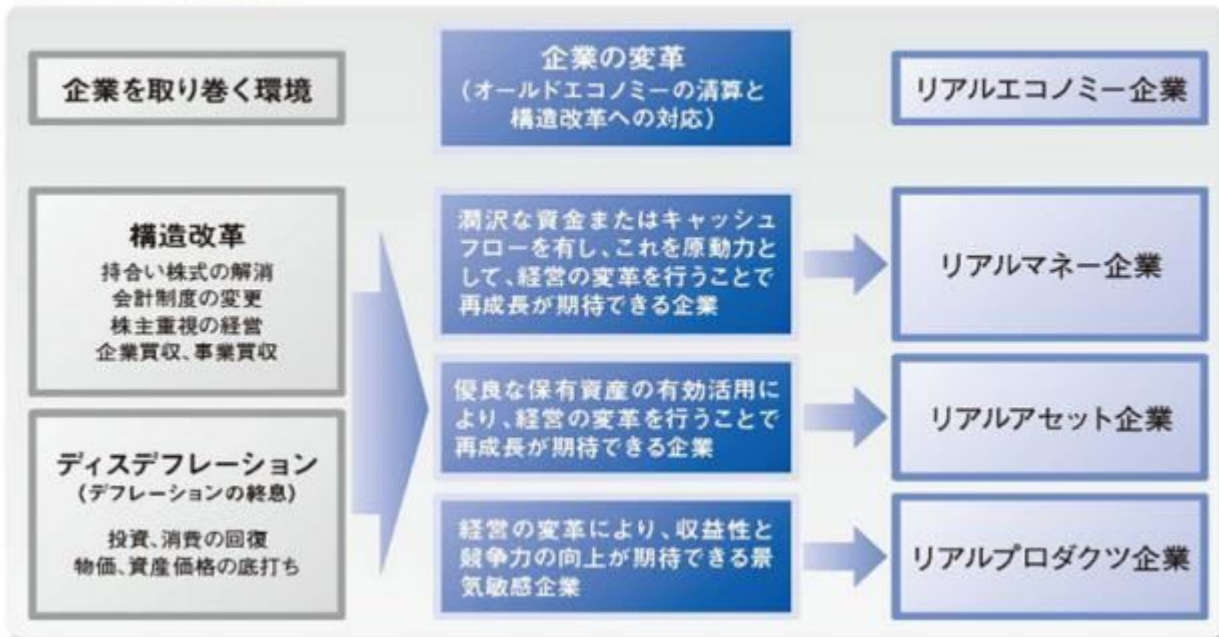 企業を取り巻く環境
企業の変革
(オールドエコノミーの清算と
構造改革への対応)
リアルエコノミー企業
構造改革
持合い株式の解消
会計制度の変更
株主重視の経営
企業買収、事業買収
ディスデフレーション
(デフレーションの終息)
投資、消費の回復
物価、資産価格の底打ち
潤沢な資金またはキャッシュ
フローを有し、これを原動力と
して、経営の変革を行うことで
再成長が期待できる企業
リアルマネー企業
優良な保有資産の有効活用に
より、経営の変革を行うことで
再成長が期待できる企業
リアルアセット企業
経営の変革により、収益性と
競争力の向上が期待できる景
気敏感企業
リアルプロダクツ企業